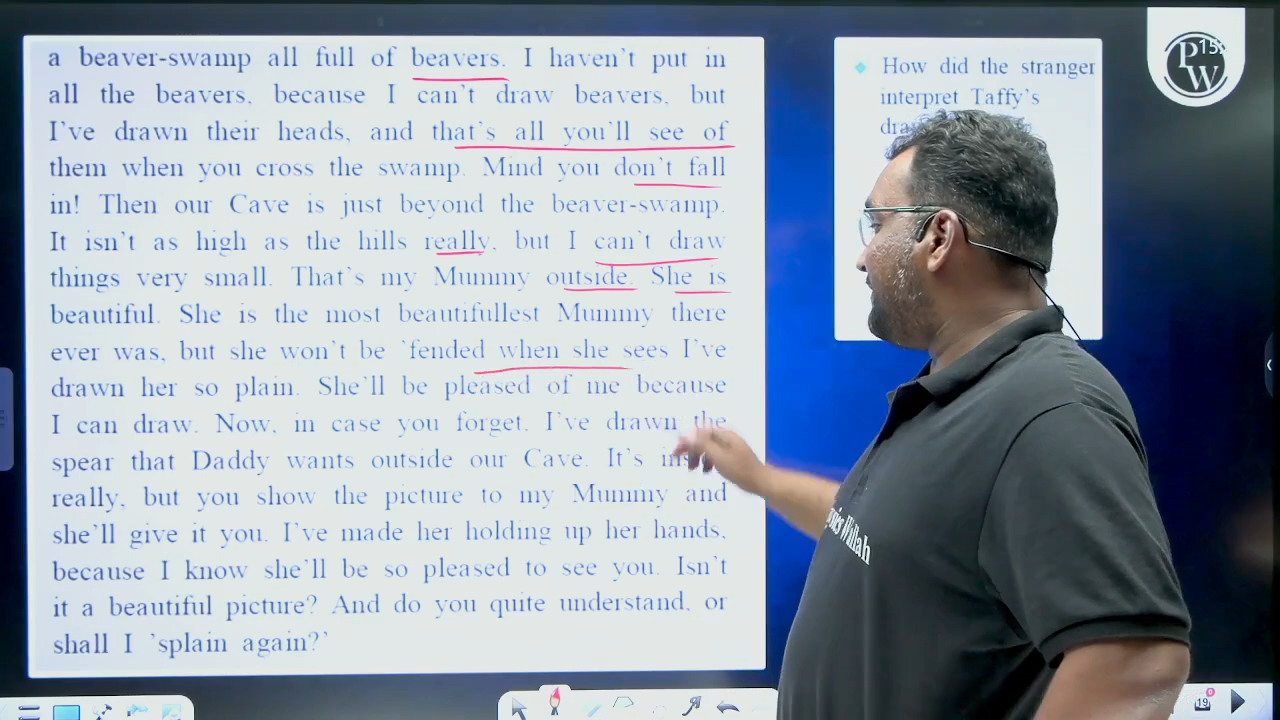 a beaver-swamp all full of beavers. I haven't put in
all the beavers, because I can't draw beavers, but
I've drawn their heads, and that's all you'll see of
them when you cross the swamp. Mind you don't fall
in! Then our Cave is just beyond the beaver-swamp.
It isn't as high as the hills really, but I can't draw
things very small. That's my Mummy outside. She is
beautiful. She is the most beautifullest Mummy there
ever was, but she won't be 'fended when she sees I've
drawn her so plain. She'll be pleased of me because
I can draw. Now, in case you forget, I've drawn the
spear that Daddy wants outside our Cave. It's
really, but you show the picture to my Mummy and
she'll give it you. I've made her holding up her hands,
because I know she'll be so pleased to see you. Isn't
it a beautiful picture? And do you quite understand, or
shall I 'splain again?'
How did the stranger
interpret Taffy's
PW
15
Wallah
19